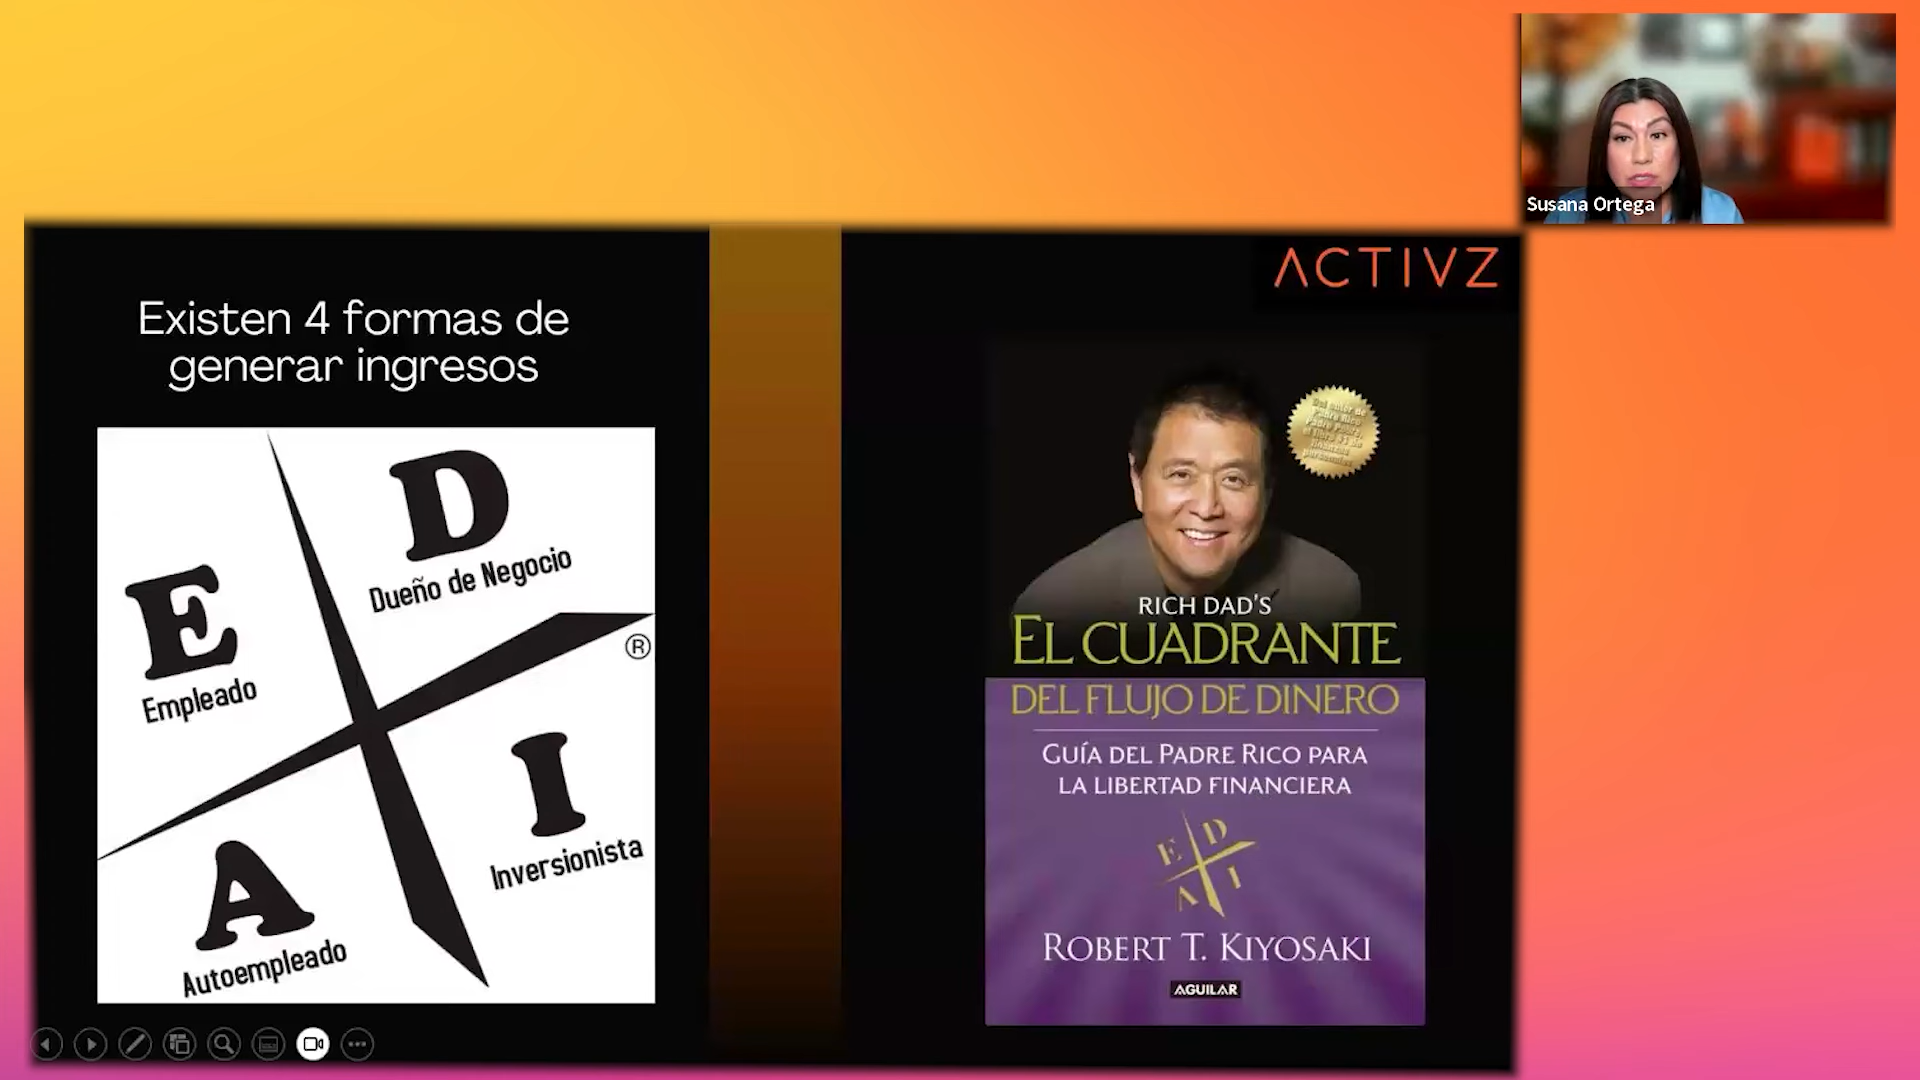 Susana Ortega
ACTIVZ
Existen 4 formas de
generar ingresos
E
Empleado
D
Dueño de Negocio
®
A
Autoempleado
I
Inversionista
RICH DAD'S
EL CUADRANTE
DEL FLUJO DE DINERO
GUÍA DEL PADRE RICO PARA
LA LIBERTAD FINANCIERA
E D
A I
ROBERT T. KIYOSAKI
AGUILAR